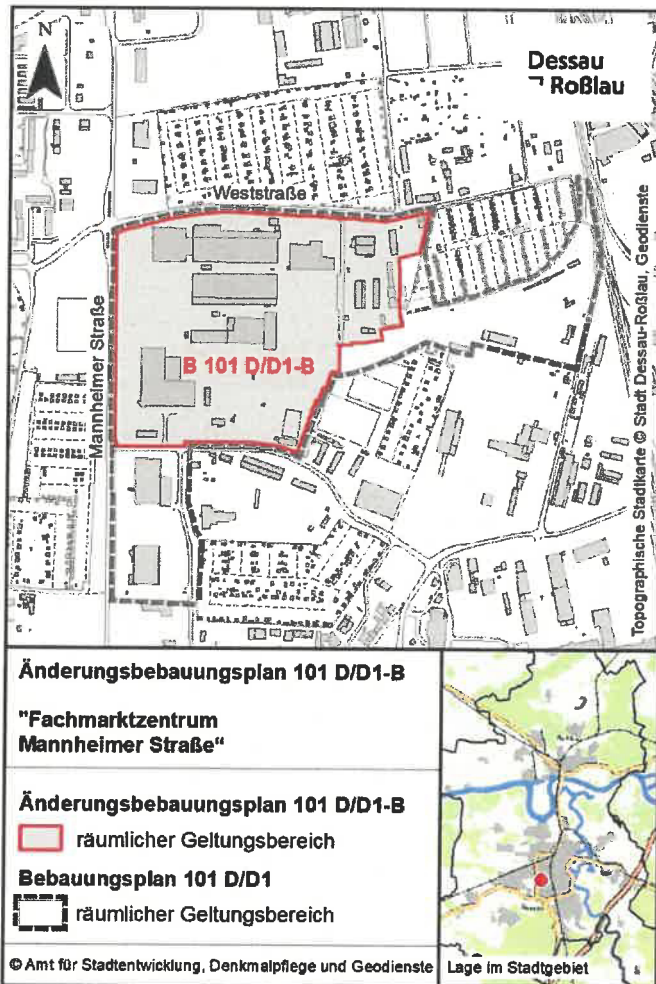 N
Dessau
Roßlau
Weststraße
Mannheimer Straße
B 101 D/D1-B
Topographische Stadtkarte © Stadt Dessau-Roßlau, Geodienste
Änderungsbebauungsplan 101 D/D1-B
"Fachmarktzentrum
Mannheimer Straße“
Änderungsbebauungsplan 101 D/D1-B
räumlicher Geltungsbereich
Bebauungsplan 101 D/D1
räumlicher Geltungsbereich
© Amt für Stadtentwicklung, Denkmalpflege und Geodienste
Lage im Stadtgebiet